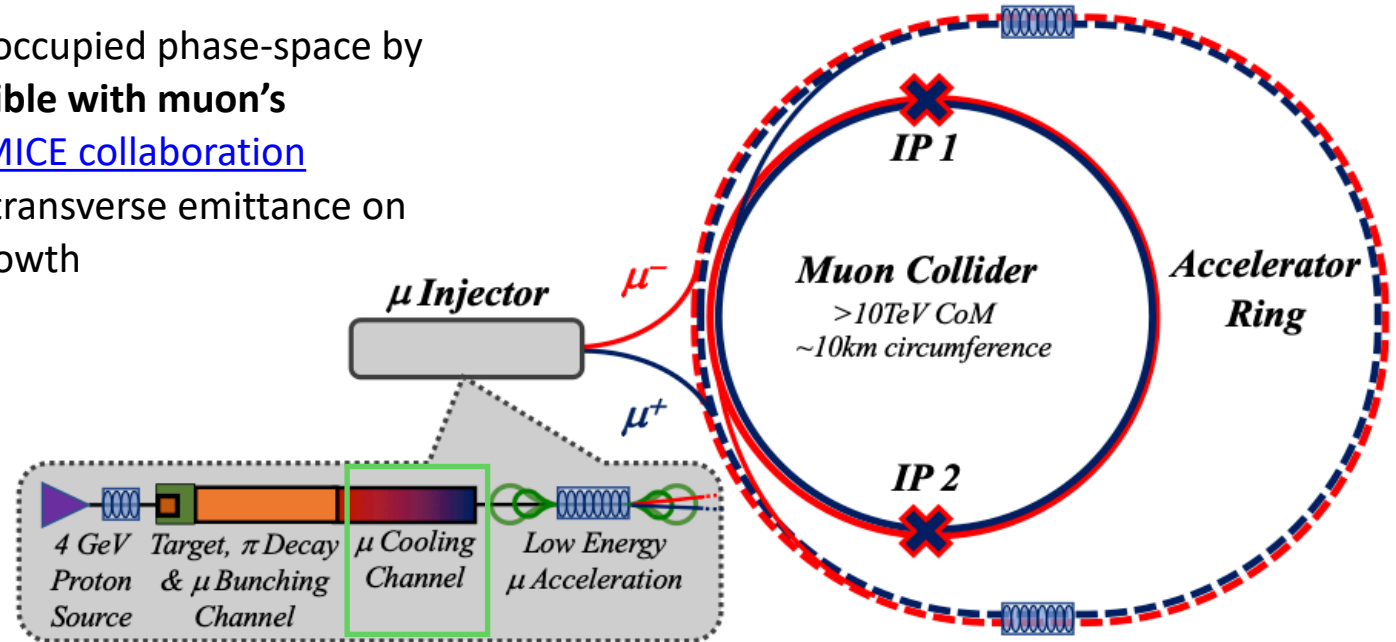 occupied phase-space by
ible with muon's
MICE collaboration
transverse emittance on
owth
μ Injector
μ⁻
μ⁺
IP 1
Muon Collider
>10TeV CoM
~10km circumference
IP 2
Accelerator
Ring
4 GeV
Proton
Source
Target, π Decay
& μ Bunching
Channel
μ Cooling
Channel
Low Energy
μ Acceleration